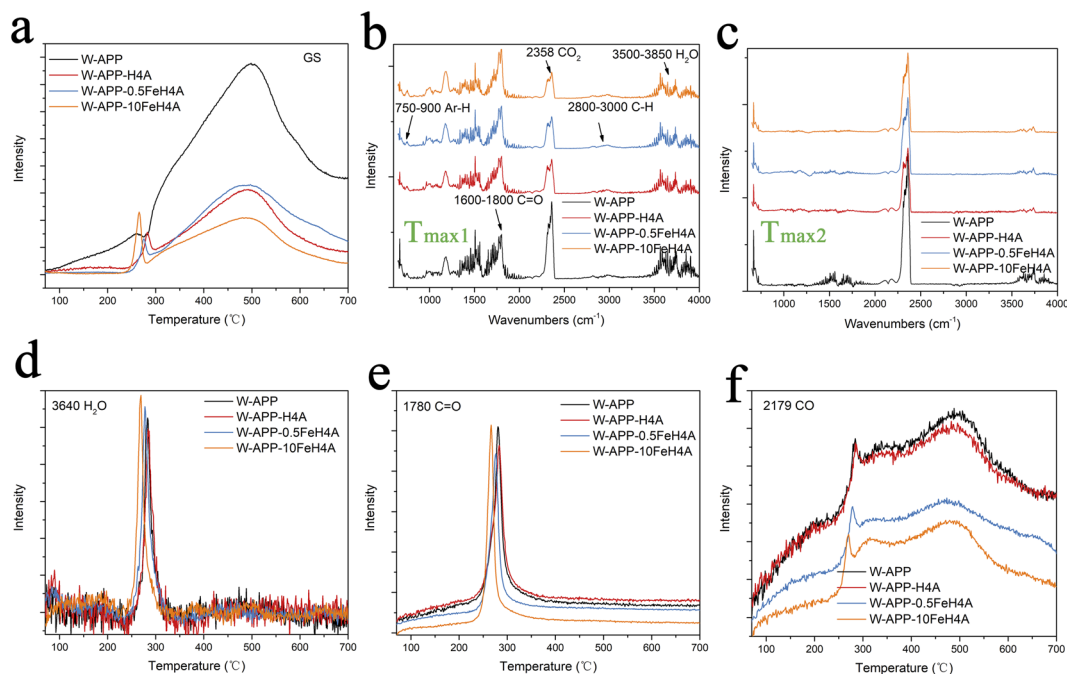 a
W-APP
W-APP-H4A
W-APP-0.5FeH4A
W-APP-10FeH4A
GS
Intensity
100 200 300 400 500 600 700
Temperature (℃)
b
2358 CO₂
3500-3850 H₂O
750-900 Ar-H
2800-3000 C-H
1600-1800 C=O
Tmax1
W-APP
W-APP-H4A
W-APP-0.5FeH4A
W-APP-10FeH4A
Intensity
1000 1500 2000 2500 3000 3500 4000
Wavenumbers (cm⁻¹)
c
Tmax2
W-APP
W-APP-H4A
W-APP-0.5FeH4A
W-APP-10FeH4A
Intensity
1000 1500 2000 2500 3000 3500 4000
Wavenumbers (cm⁻¹)
d
3640 H₂O
W-APP
W-APP-H4A
W-APP-0.5FeH4A
W-APP-10FeH4A
Intensity
100 200 300 400 500 600 700
Temperature (℃)
e
1780 C=O
W-APP
W-APP-H4A
W-APP-0.5FeH4A
W-APP-10FeH4A
Intensity
100 200 300 400 500 600 700
Temperature (℃)
f
2179 CO
W-APP
W-APP-H4A
W-APP-0.5FeH4A
W-APP-10FeH4A
Intensity
100 200 300 400 500 600 700
Temperature (℃)